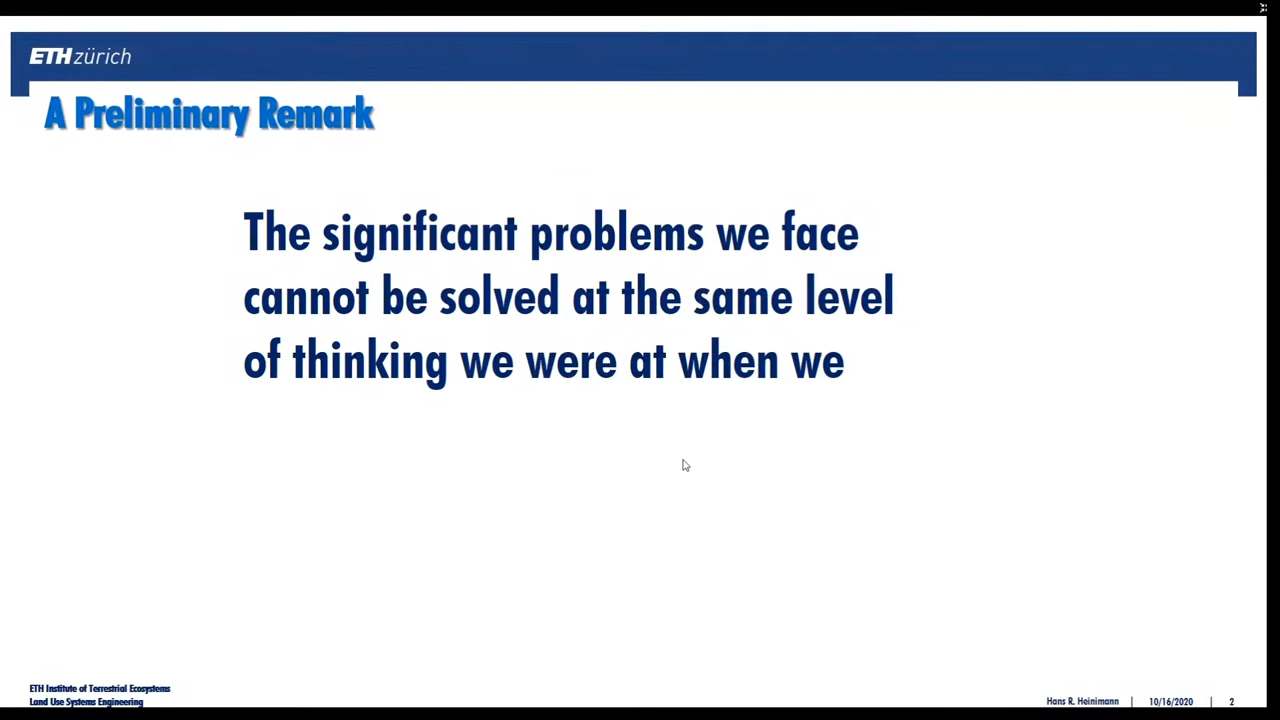 ETH zürich
A Preliminary Remark
The significant problems we face
cannot be solved at the same level
of thinking we were at when we
ETH Institute of Terrestrial Ecosystems
Land Use Systems Engineering
Hans R. Heinimann | 10/16/2020 | 2